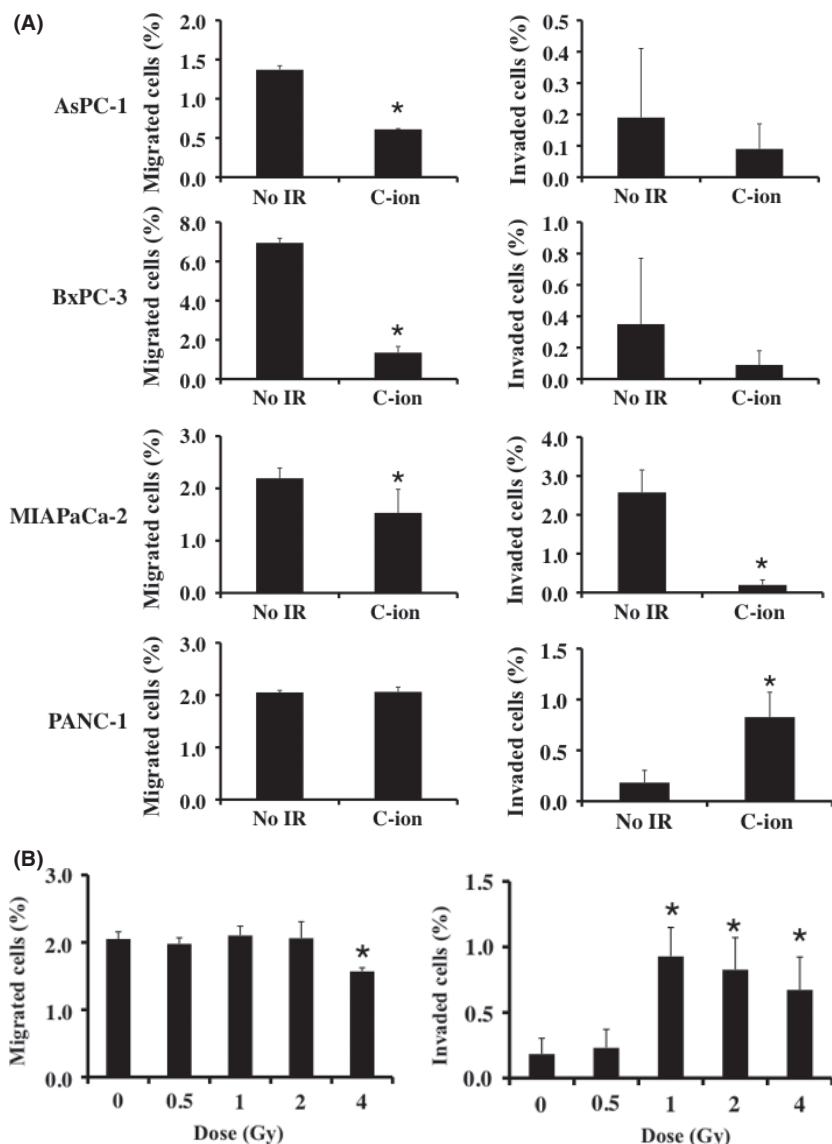 (A)
AsPC-1
Migrated cells (%)
2.0
1.5
1.0
0.5
0.0
*
No IR C-ion
Invaded cells (%)
0.5
0.4
0.3
0.2
0.1
0.0
No IR C-ion
BxPC-3
Migrated cells (%)
8.0
6.0
4.0
2.0
0.0
*
No IR C-ion
Invaded cells (%)
1.0
0.8
0.6
0.4
0.2
0.0
No IR C-ion
MIAPaCa-2
Migrated cells (%)
3.0
2.0
1.0
0.0
*
No IR C-ion
Invaded cells (%)
4.0
3.0
2.0
1.0
0.0
*
No IR C-ion
PANC-1
Migrated cells (%)
3.0
2.0
1.0
0.0
No IR C-ion
Invaded cells (%)
1.5
1.0
0.5
0.0
*
No IR C-ion
(B)
Migrated cells (%)
3.0
2.0
1.0
0.0
*
0 0.5 1 2 4
Dose (Gy)
Invaded cells (%)
1.5
1.0
0.5
0.0
* * *
0 0.5 1 2 4
Dose (Gy)